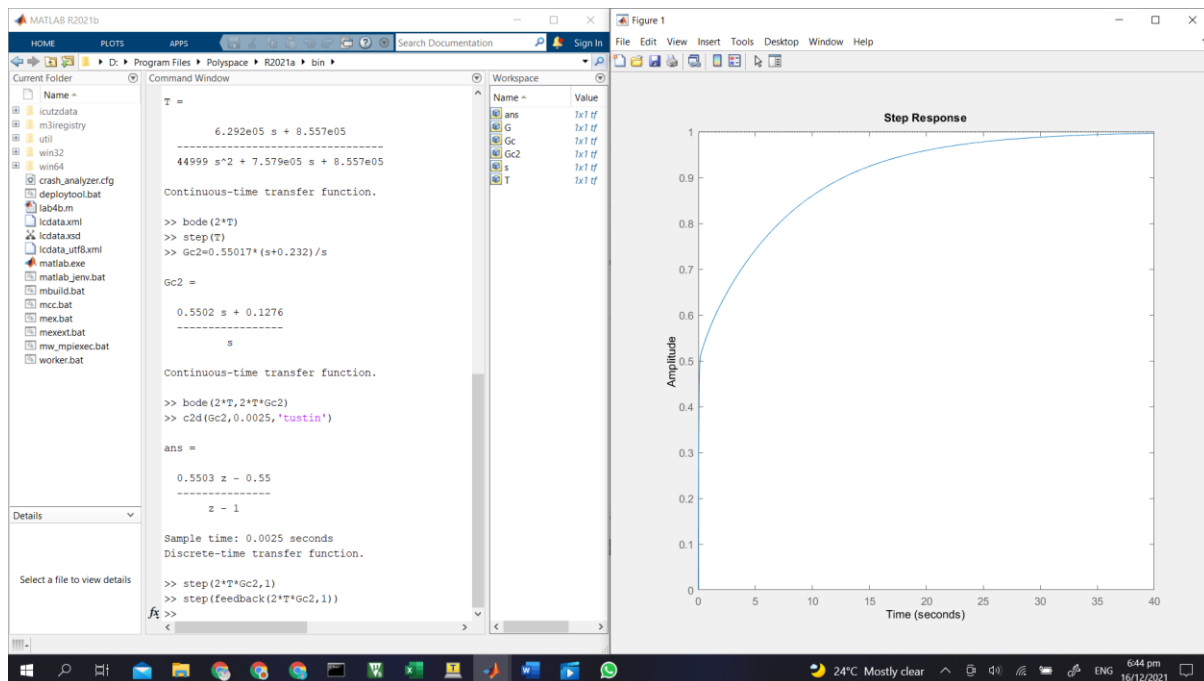 MATLAB R2021b
HOME PLOTS APPS Search Documentation Sign In
D: Program Files Polyspace R2021a bin
Current Folder
Name
icutzdata
m3iregistry
util
win32
win64
crash_analyzer.cfg
deploytool.bat
lab4b.m
lcdata.xml
lcdata.xsd
lcdata_utf8.xml
matlab.exe
matlab_jenv.bat
mbuild.bat
mcc.bat
mex.bat
mexext.bat
mw_mpiexec.bat
worker.bat
Details
Select a file to view details
Command Window
T =
6.292e05 s + 8.557e05
---------------------------------
44999 s^2 + 7.579e05 s + 8.557e05
Continuous-time transfer function.
>> bode(2*T)
>> step(T)
>> Gc2=0.55017*(s+0.232)/s
Gc2 =
0.5502 s + 0.1276
-----------------
s
Continuous-time transfer function.
>> bode(2*T,2*T*Gc2)
>> c2d(Gc2,0.0025,'tustin')
ans =
0.5503 z - 0.55
---------------
z - 1
Sample time: 0.0025 seconds
Discrete-time transfer function.
>> step(2*T*Gc2,1)
>> step(feedback(2*T*Gc2,1))
fx >>
Workspace
Name Value
ans 1x1 tf
G 1x1 tf
Gc 1x1 tf
Gc2 1x1 tf
s 1x1 tf
T 1x1 tf
Figure 1
File Edit View Insert Tools Desktop Window Help
Step Response
1
0.9
0.8
0.7
0.6
0.5
0.4
0.3
0.2
0.1
0
Amplitude
0 5 10 15 20 25 30 35 40
Time (seconds)
24°C Mostly clear ENG 6:44 pm
16/12/2021